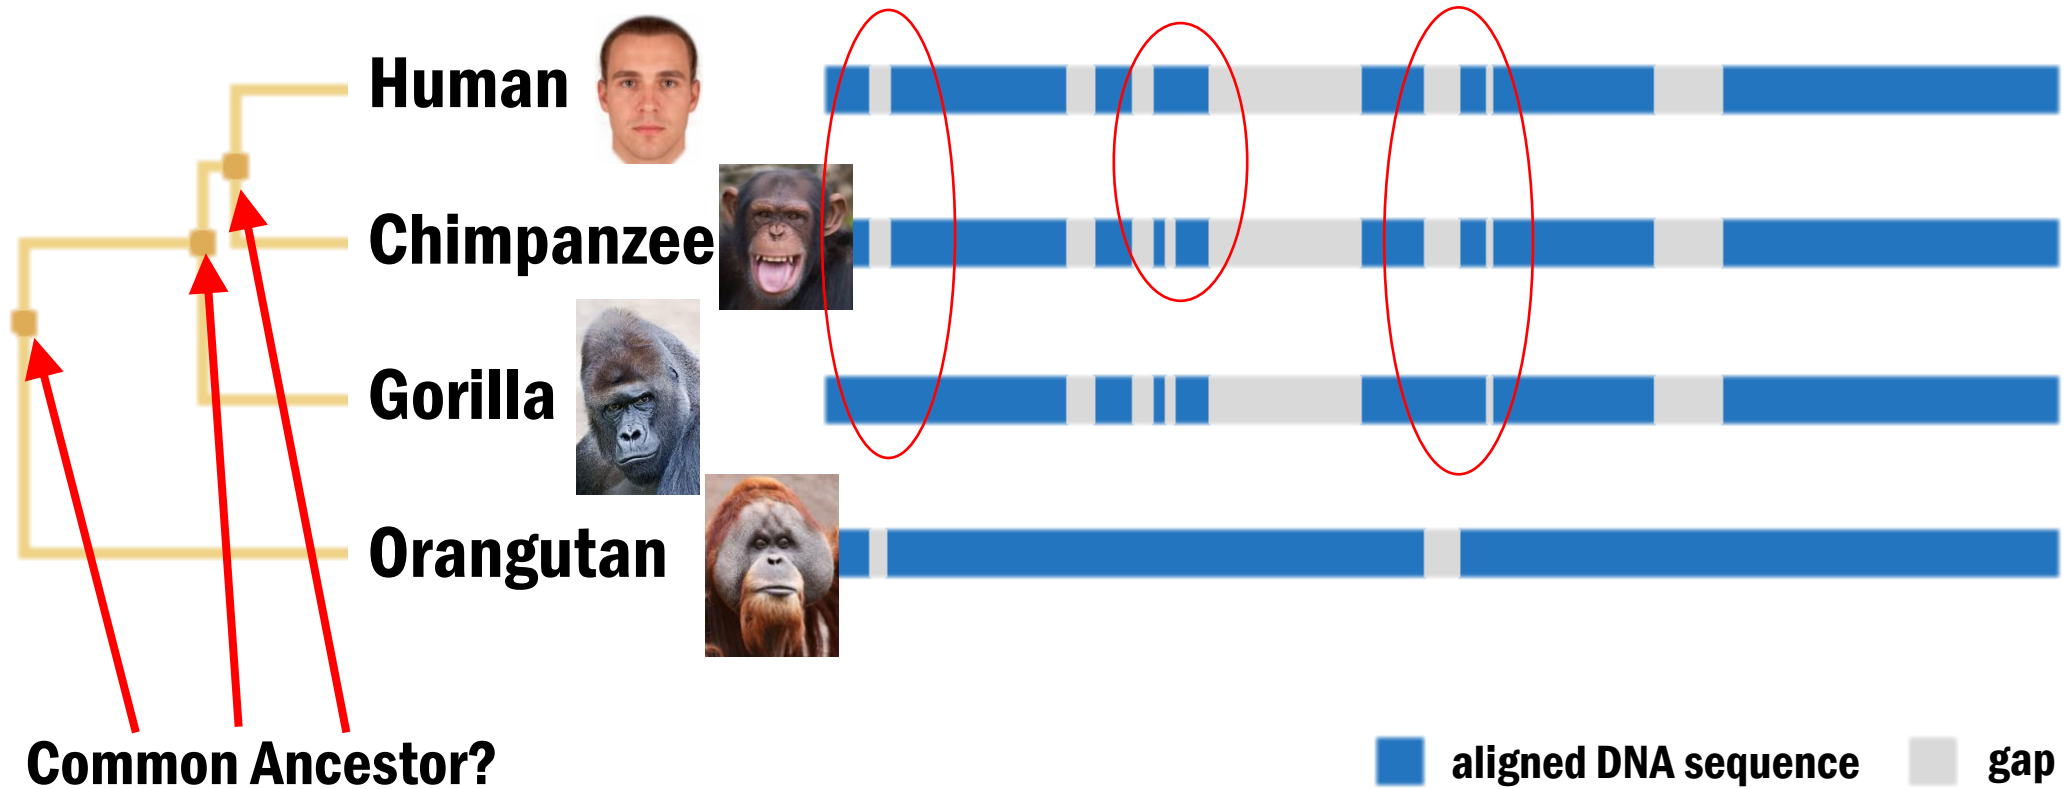 Human
Chimpanzee
Gorilla
Orangutan
Common Ancestor?
aligned DNA sequence
gap